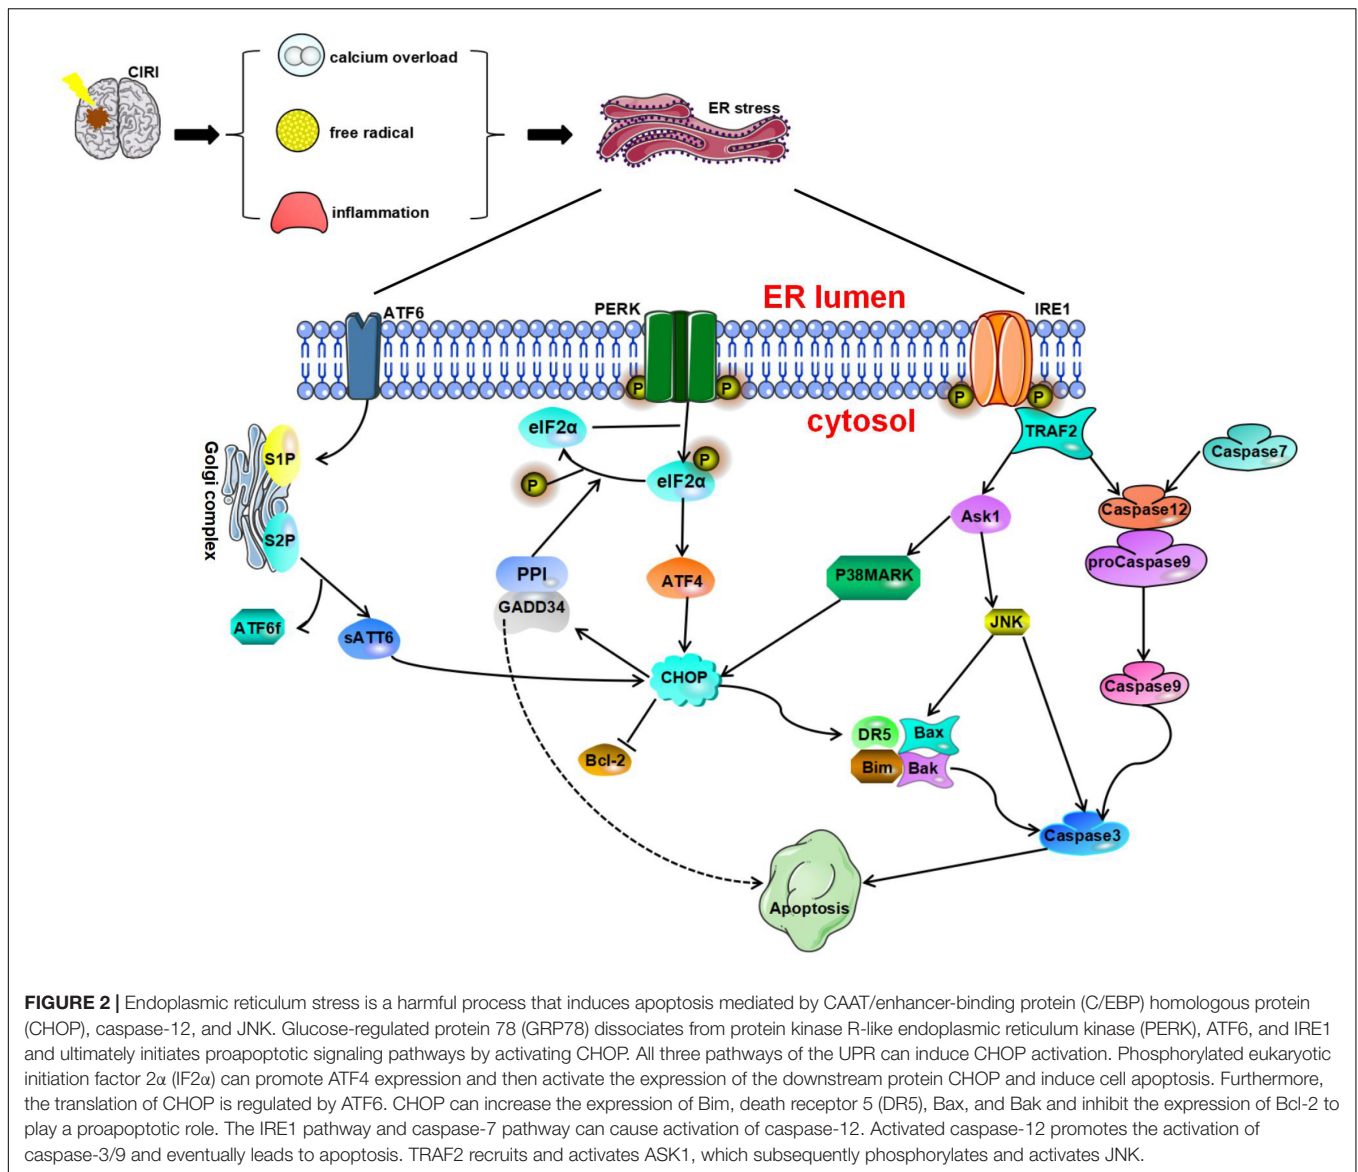 CIRI
calcium overload
free radical
inflammation
ER stress
ATF6
PERK
ER lumen
IRE1
P
P
P
P
cytosol
eIF2α
TRAF2
S1P
Golgi complex
P
P
eIF2α
Caspase7
Ask1
Caspase12
S2P
proCaspase9
PPI
ATF4
P38MARK
GADD34
ATF6f
sATT6
JNK
CHOP
Caspase9
DR5
Bax
Bcl-2
Bim
Bak
Caspase3
Apoptosis
FIGURE 2 | Endoplasmic reticulum stress is a harmful process that induces apoptosis mediated by CAAT/enhancer-binding protein (C/EBP) homologous protein
(CHOP), caspase-12, and JNK. Glucose-regulated protein 78 (GRP78) dissociates from protein kinase R-like endoplasmic reticulum kinase (PERK), ATF6, and IRE1
and ultimately initiates proapoptotic signaling pathways by activating CHOP. All three pathways of the UPR can induce CHOP activation. Phosphorylated eukaryotic
initiation factor 2α (IF2α) can promote ATF4 expression and then activate the expression of the downstream protein CHOP and induce cell apoptosis. Furthermore,
the translation of CHOP is regulated by ATF6. CHOP can increase the expression of Bim, death receptor 5 (DR5), Bax, and Bak and inhibit the expression of Bcl-2 to
play a proapoptotic role. The IRE1 pathway and caspase-7 pathway can cause activation of caspase-12. Activated caspase-12 promotes the activation of
caspase-3/9 and eventually leads to apoptosis. TRAF2 recruits and activates ASK1, which subsequently phosphorylates and activates JNK.